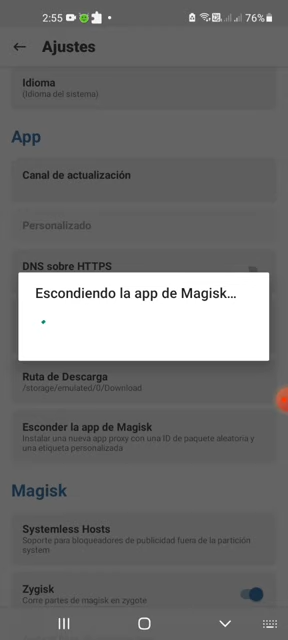 2:55
76%
Ajustes
Idioma
(Idioma del sistema)
App
Canal de actualización
Personalizado
DNS sobre HTTPS
Escondiendo la app de Magisk...
Ruta de Descarga
/storage/emulated/0/Download
Esconder la app de Magisk
Instalar una nueva app proxy con una ID de paquete aleatoria y
una etiqueta personalizada
Magisk
Systemless Hosts
Soporte para bloqueadores de publicidad fuera de la partición
system
Zygisk
Corre partes de magisk en zygote